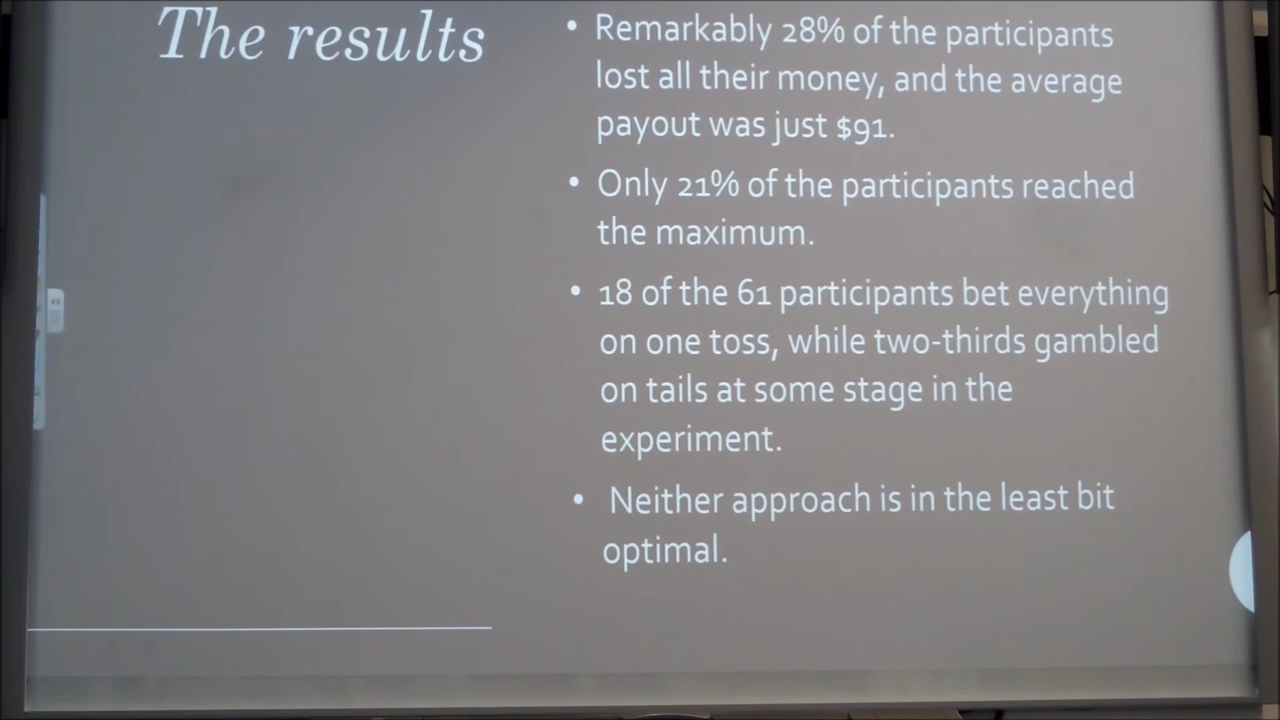 The results
• Remarkably 28% of the participants
lost all their money, and the average
payout was just $91.
• Only 21% of the participants reached
the maximum.
• 18 of the 61 participants bet everything
on one toss, while two-thirds gambled
on tails at some stage in the
experiment.
• Neither approach is in the least bit
optimal.